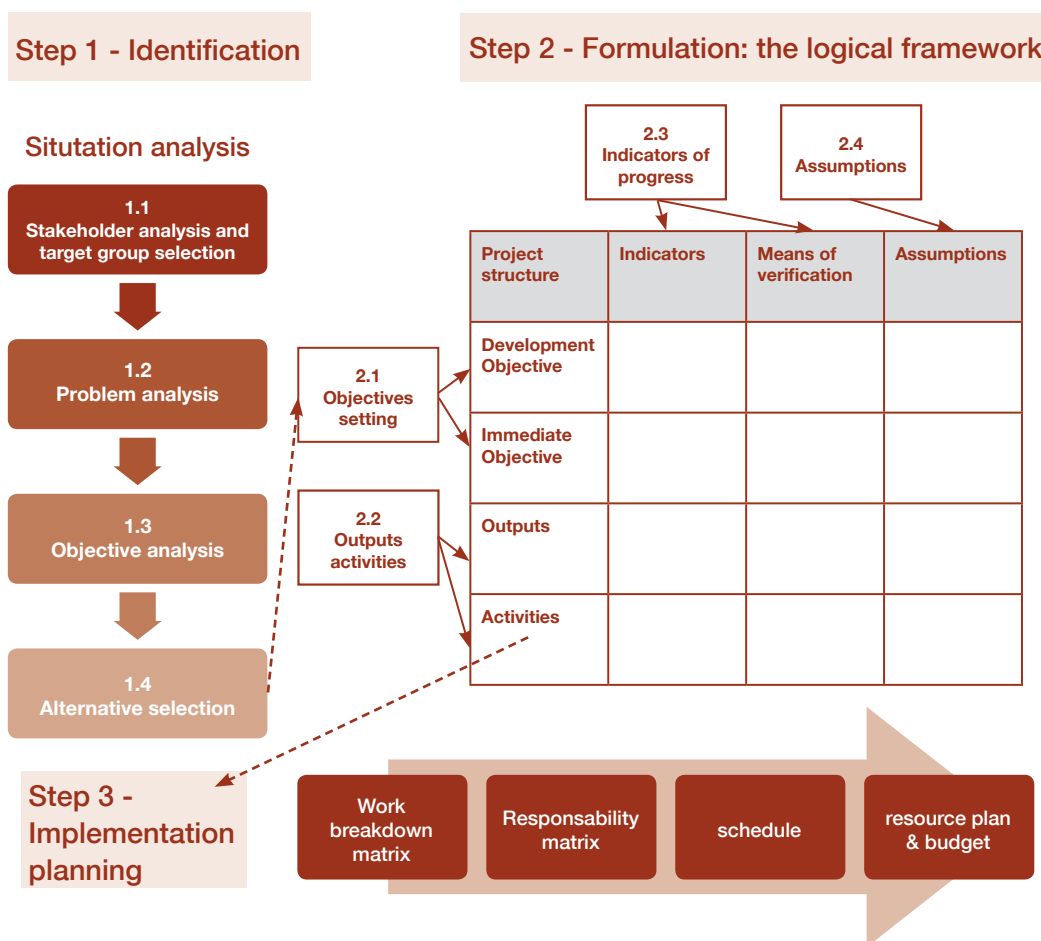 Step 1 - Identification
Step 2 - Formulation: the logical framework
Situtation analysis
1.1
Stakeholder analysis and
target group selection
1.2
Problem analysis
1.3
Objective analysis
1.4
Alternative selection
2.1
Objectives
setting
2.2
Outputs
activities
2.3
Indicators of
progress
2.4
Assumptions
Project
structure
Indicators
Means of
verification
Assumptions
Development
Objective
Immediate
Objective
Outputs
Activities
Step 3 -
Implementation
planning
Work
breakdown
matrix
Responsability
matrix
schedule
resource plan
& budget